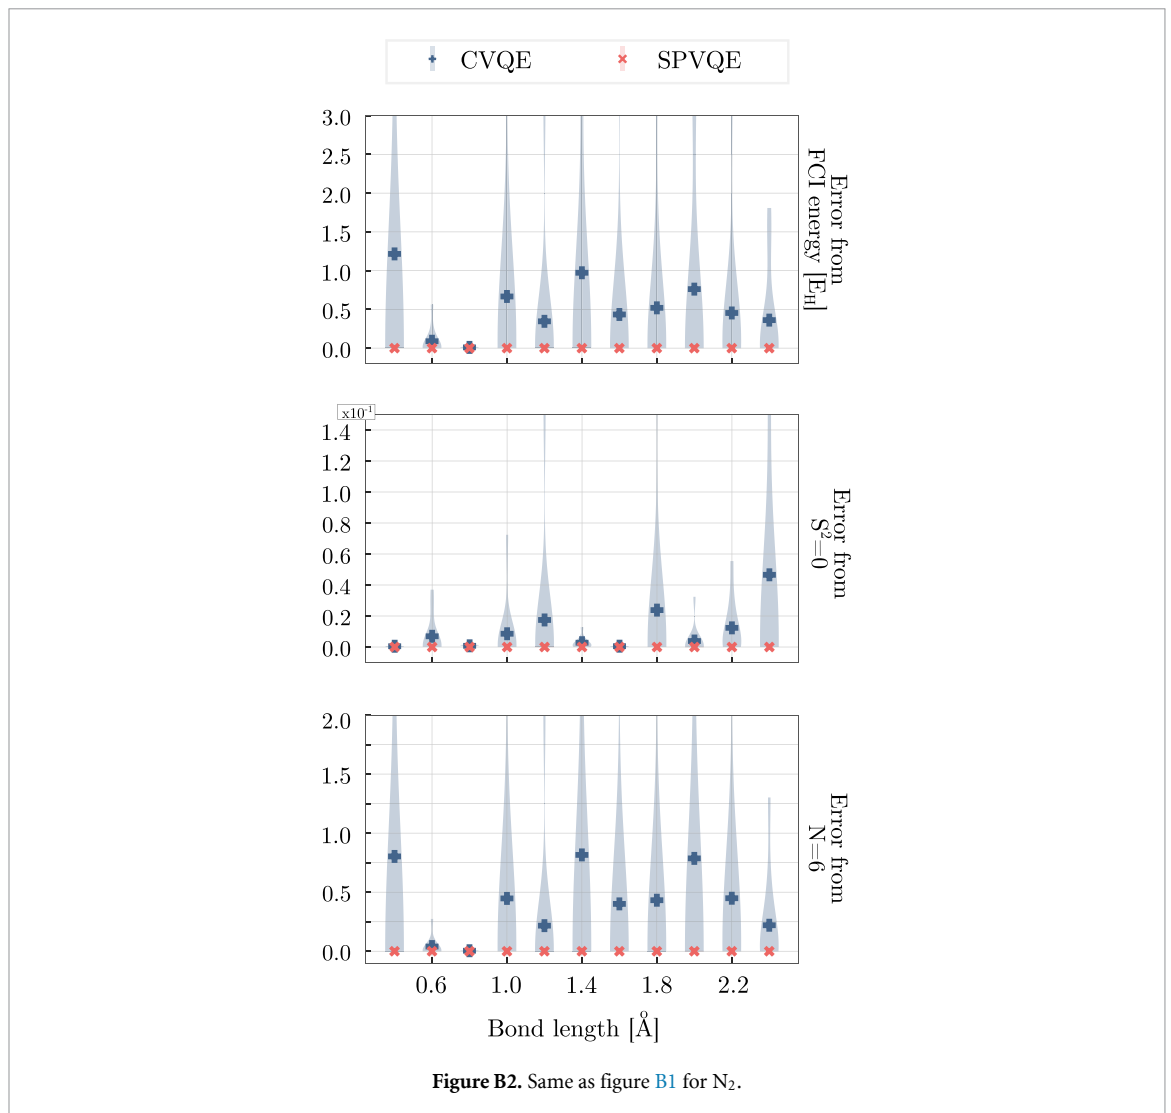 CVQE SPVQE
3.0
2.5
2.0
1.5
1.0
0.5
0.0
Error from
FCI energy [E_H]
x10⁻¹
1.4
1.2
1.0
0.8
0.6
0.4
0.2
0.0
Error from
S²=0
2.0
1.5
1.0
0.5
0.0
Error from
N=6
0.6 1.0 1.4 1.8 2.2
Bond length [Å]
Figure B2. Same as figure B1 for N₂.